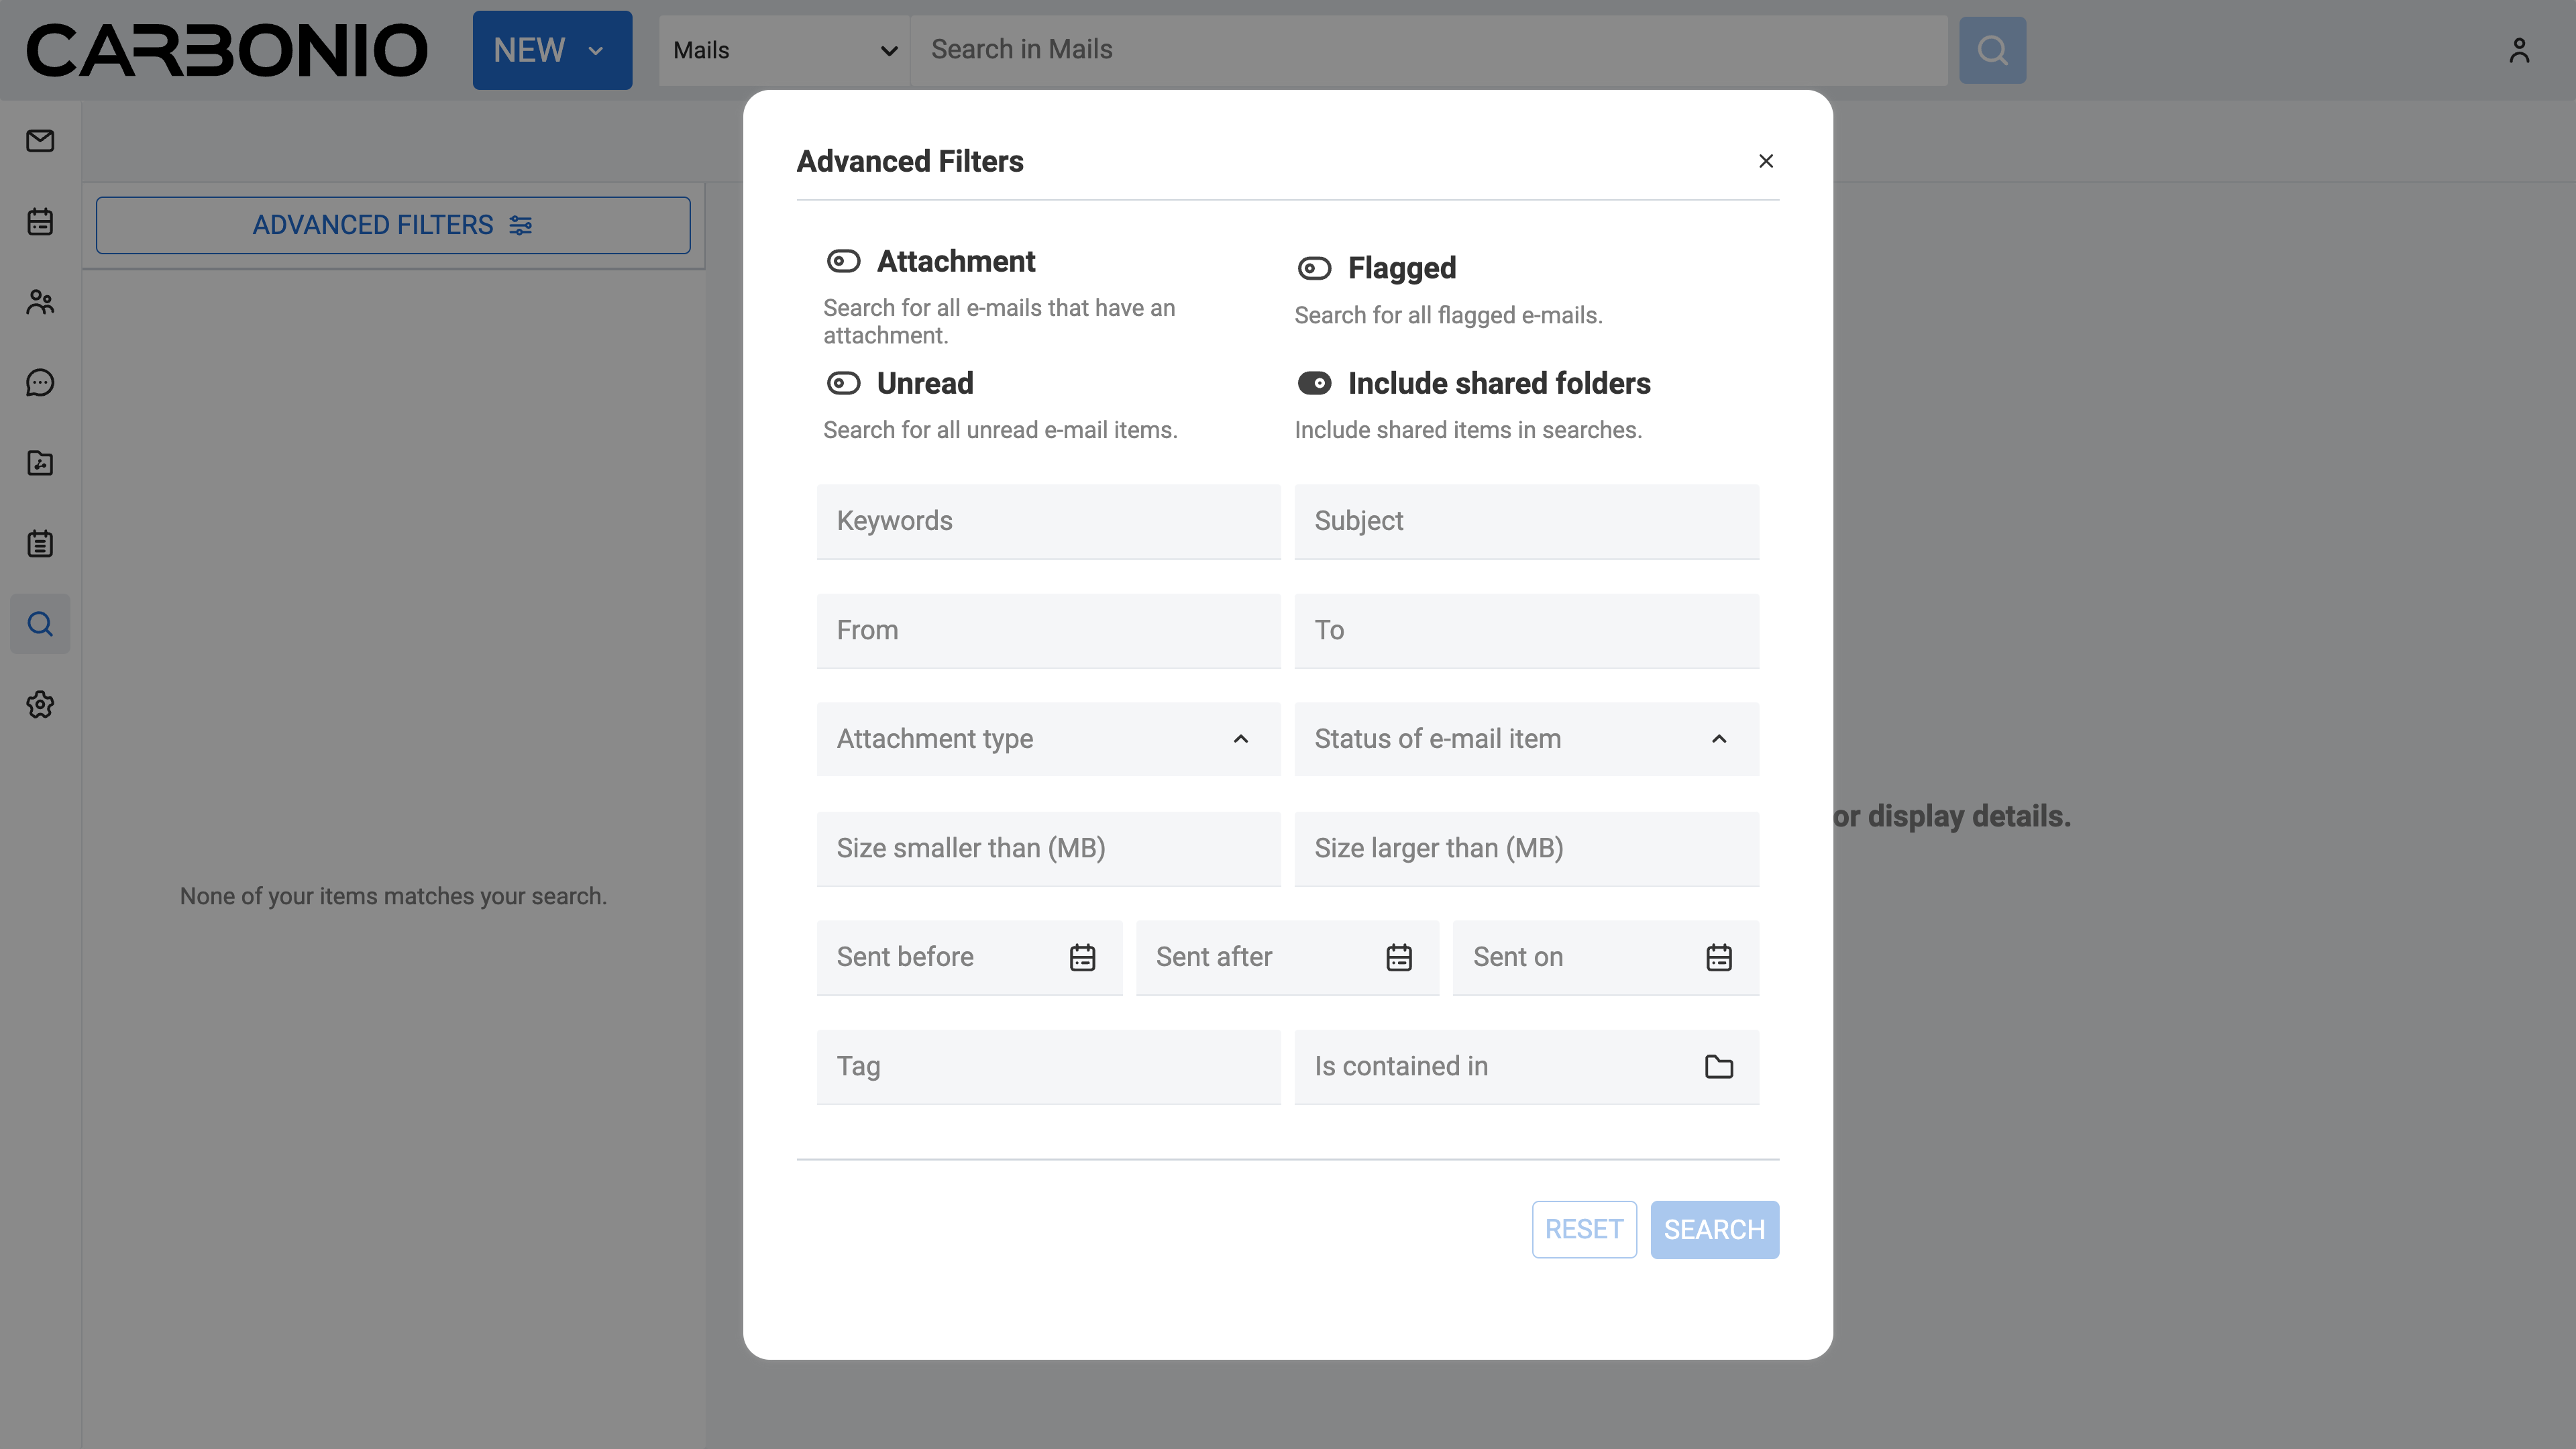 CARBONIO
NEW
Mails
Search in Mails
ADVANCED FILTERS
None of your items matches your search.
or display details.
Advanced Filters
Attachment
Search for all e-mails that have an
attachment.
Flagged
Search for all flagged e-mails.
Unread
Search for all unread e-mail items.
Include shared folders
Include shared items in searches.
Keywords
Subject
From
To
Attachment type
Status of e-mail item
Size smaller than (MB)
Size larger than (MB)
Sent before
Sent after
Sent on
Tag
Is contained in
RESET
SEARCH